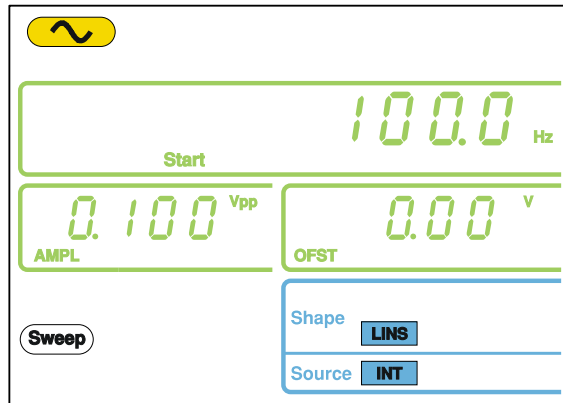 100.0 Hz
Start
0.100 Vpp
AMPL
0.00 V
OFST
Sweep
Shape LINS
Source INT